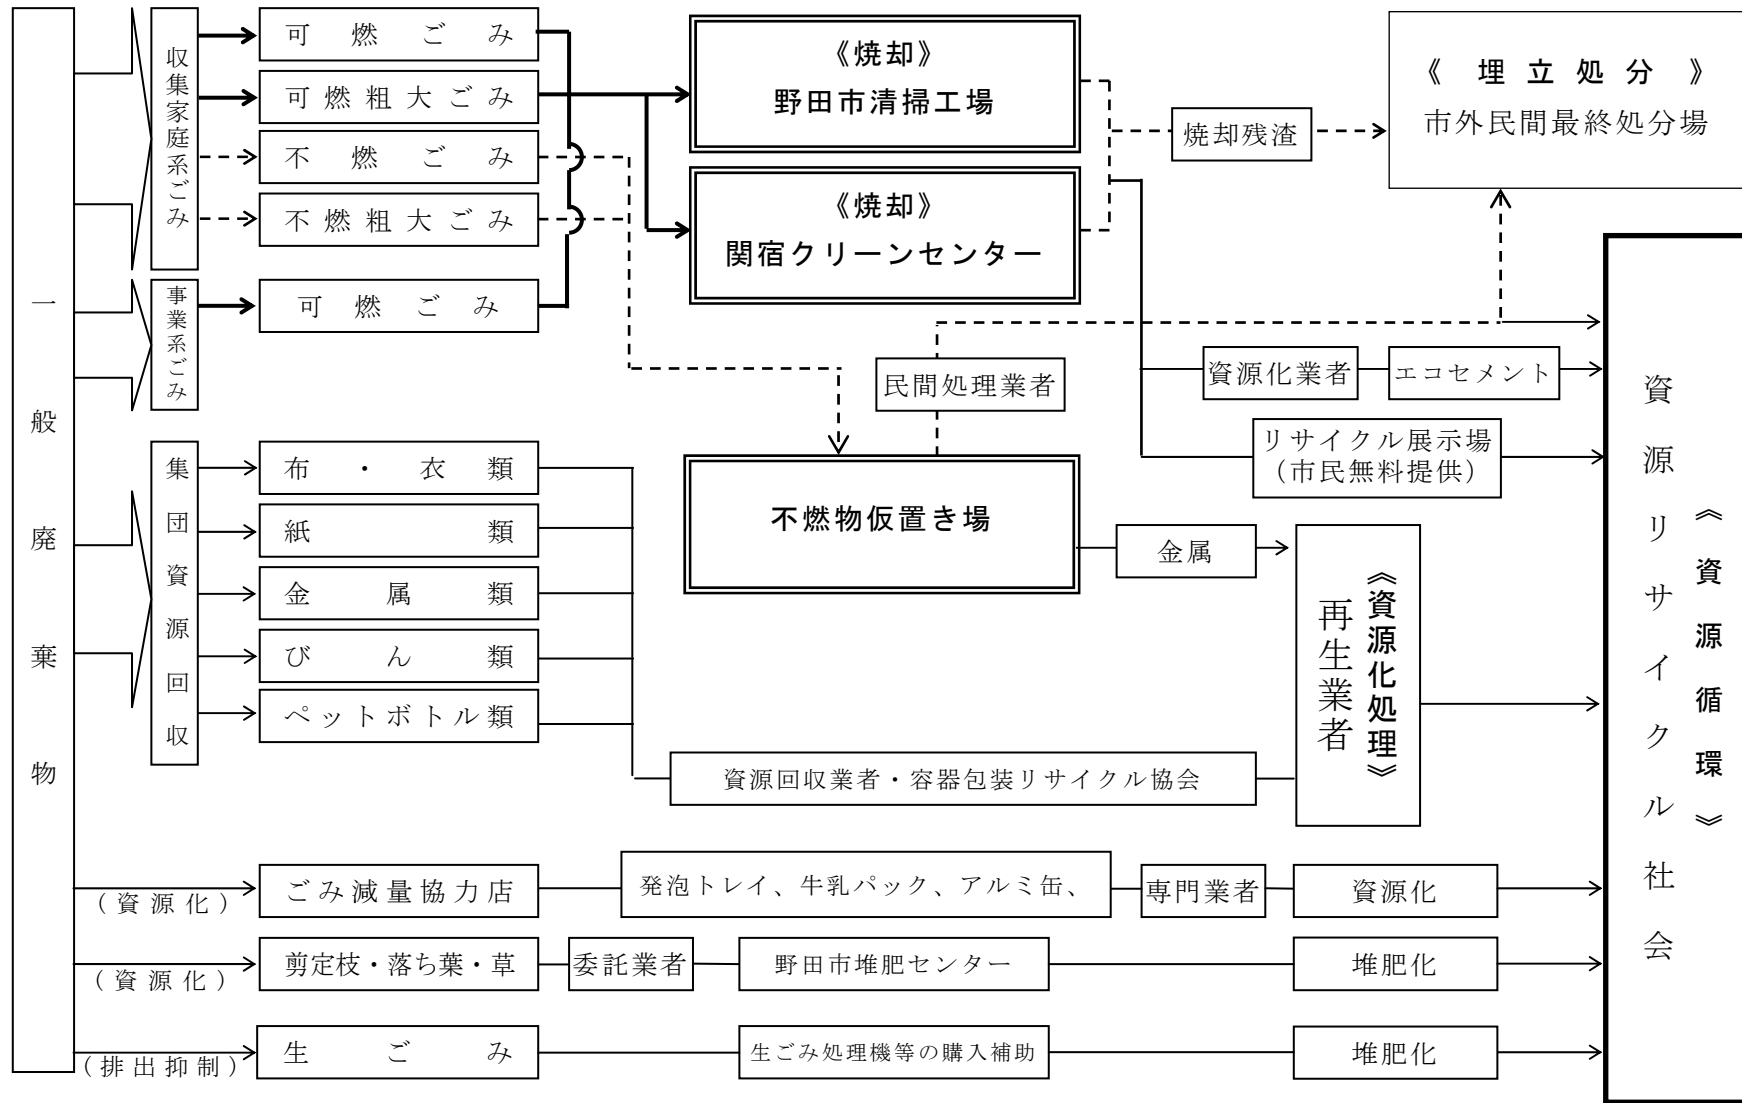 一般廃棄物
収集家庭系ごみ
可燃ごみ
可燃粗大ごみ
不燃ごみ
不燃粗大ごみ
事業系ごみ
可燃ごみ
《焼却》
野田市清掃工場
《焼却》
関宿クリーンセンター
焼却残渣
《 埋立処分 》
市外民間最終処分場
民間処理業者
資源化業者
エコセメント
リサイクル展示場
(市民無料提供)
不燃物仮置き場
金属
集団資源回収
布・衣類
紙類
金属類
びん類
ペットボトル類
資源回収業者・容器包装リサイクル協会
《資源化処理》
再生業者
《資源循環》
資源リサイクル社会
(資源化)
ごみ減量協力店
発泡トレイ、牛乳パック、アルミ缶、
専門業者
資源化
(資源化)
剪定枝・落ち葉・草
委託業者
野田市堆肥センター
堆肥化
(排出抑制)
生ごみ
生ごみ処理機等の購入補助
堆肥化